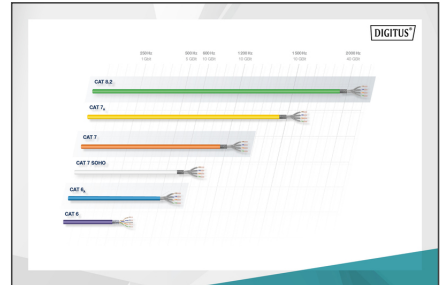 DIGITUS®
250 Hz 500 Hz 600 Hz 1200 Hz 1500 Hz 2000 Hz
CAT 8.2
CAT 7A
CAT 7
CAT 7 SOHO
CAT 6A
CAT 6